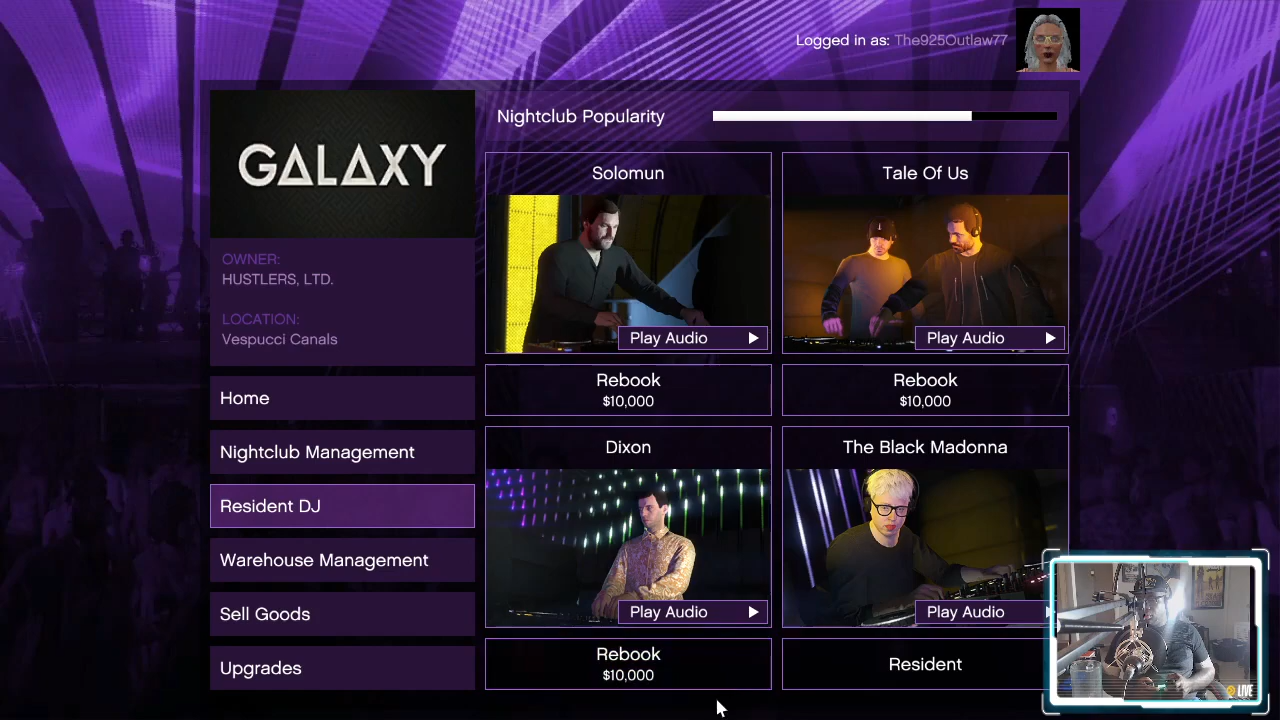 Logged in as: The925Outlaw77
GALAXY
OWNER:
HUSTLERS, LTD.
LOCATION:
Vespucci Canals
Home
Nightclub Management
Resident DJ
Warehouse Management
Sell Goods
Upgrades
Nightclub Popularity
Solomun
Play Audio
Rebook
$10,000
Tale Of Us
Play Audio
Rebook
$10,000
Dixon
Play Audio
Rebook
$10,000
The Black Madonna
Play Audio
Resident
LIVE